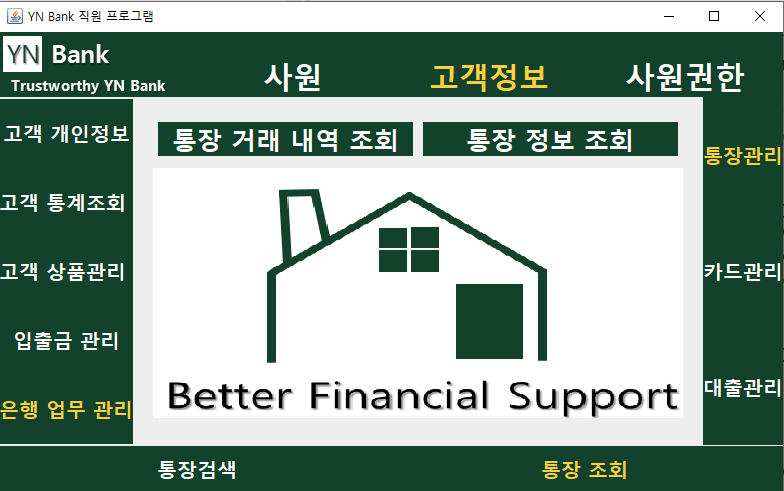 YN Bank 직원 프로그램
YN Bank
Trustworthy YN Bank
사원 고객정보 사원권한
고객 개인정보
고객 통계조회
고객 상품관리
입출금 관리
은행 업무 관리
통장 거래 내역 조회 통장 정보 조회
Better Financial Support
통장관리
카드관리
대출관리
통장검색 통장 조회